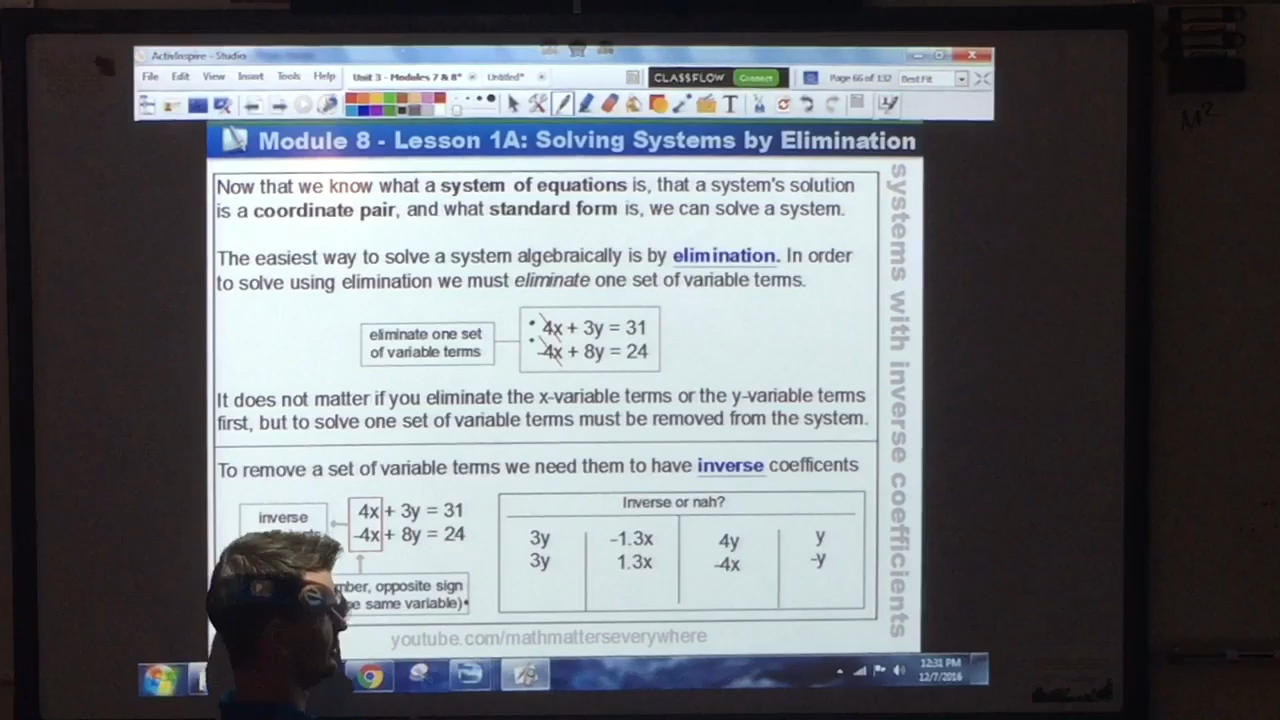 ActivInspire - Studio
File Edit View Insert Tools Help Unit 3 - Modules 7 & 8* Untitled* CLASSFLOW Connect Page 66 of 132 Best Fit
Module 8 - Lesson 1A: Solving Systems by Elimination
Now that we know what a system of equations is, that a system's solution
is a coordinate pair, and what standard form is, we can solve a system.
The easiest way to solve a system algebraically is by elimination. In order
to solve using elimination we must eliminate one set of variable terms.
eliminate one set
of variable terms
4x + 3y = 31
-4x + 8y = 24
It does not matter if you eliminate the x-variable terms or the y-variable terms
first, but to solve one set of variable terms must be removed from the system.
To remove a set of variable terms we need them to have inverse coefficents
inverse
4x + 3y = 31
-4x + 8y = 24
opposite sign
same variable)
Inverse or nah?
3y -1.3x 4y y
3y 1.3x -4x -y
youtube.com/mathmatterseverywhere
systems with inverse coefficients
12:31 PM
12/7/2016